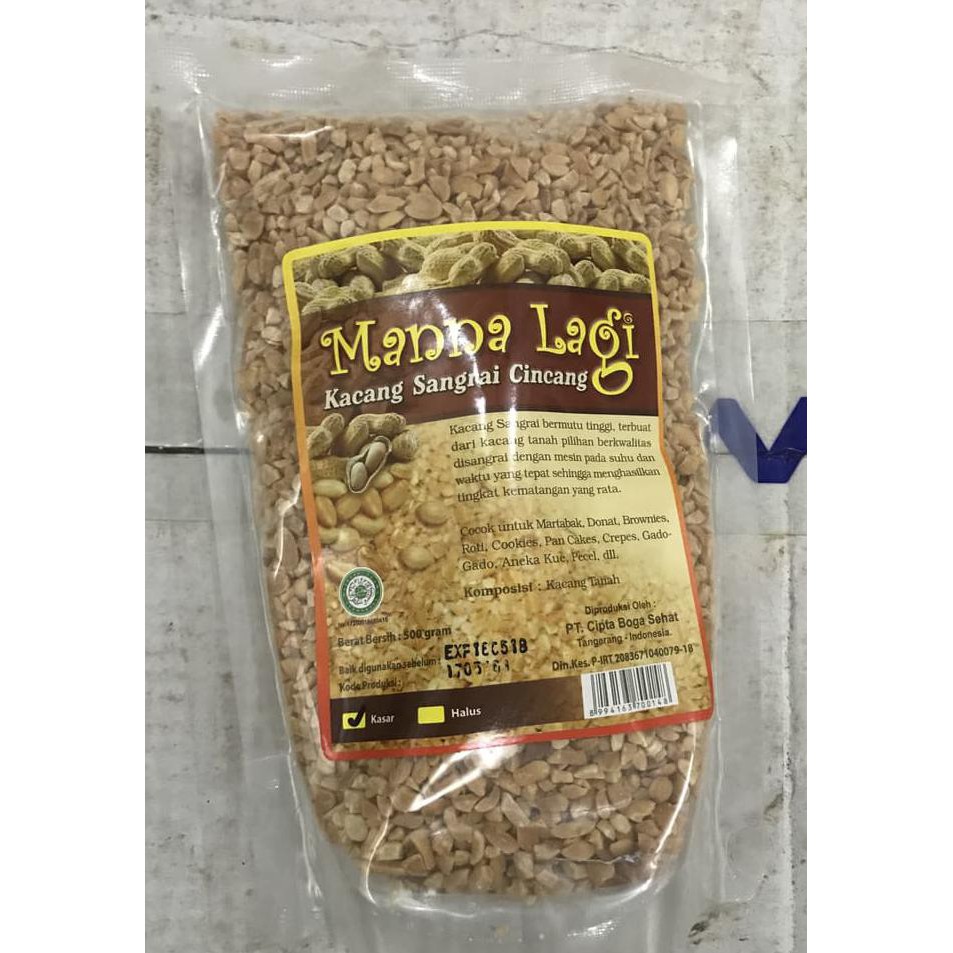 Manna Lagi
Kacang Sangrai Cincang
Kacang Sangrai bermutu tinggi, terbuat
dari kacang tanah pilihan berkwalitas
disangrai dengan mesin pada suhu dan
waktu yang tepat sehingga menghasilkan
tingkat kematangan yang rata.
Cocok untuk Martabak, Donat, Brownies,
Roti, Cookies, Pan Cakes, Crepes, Gado-
Gado, Aneka Kue, Pecel, dll.
Komposisi : Kacang Tanah
Diproduksi Oleh :
PT. Cipta Boga Sehat
Tangerang - Indonesia.
Din.Kes. P-IRT 2083671040079-18
Berat Bersih : 500 gram
Baik digunakan sebelum :
Kode Produksi :
Kasar
Halus
8994163700148